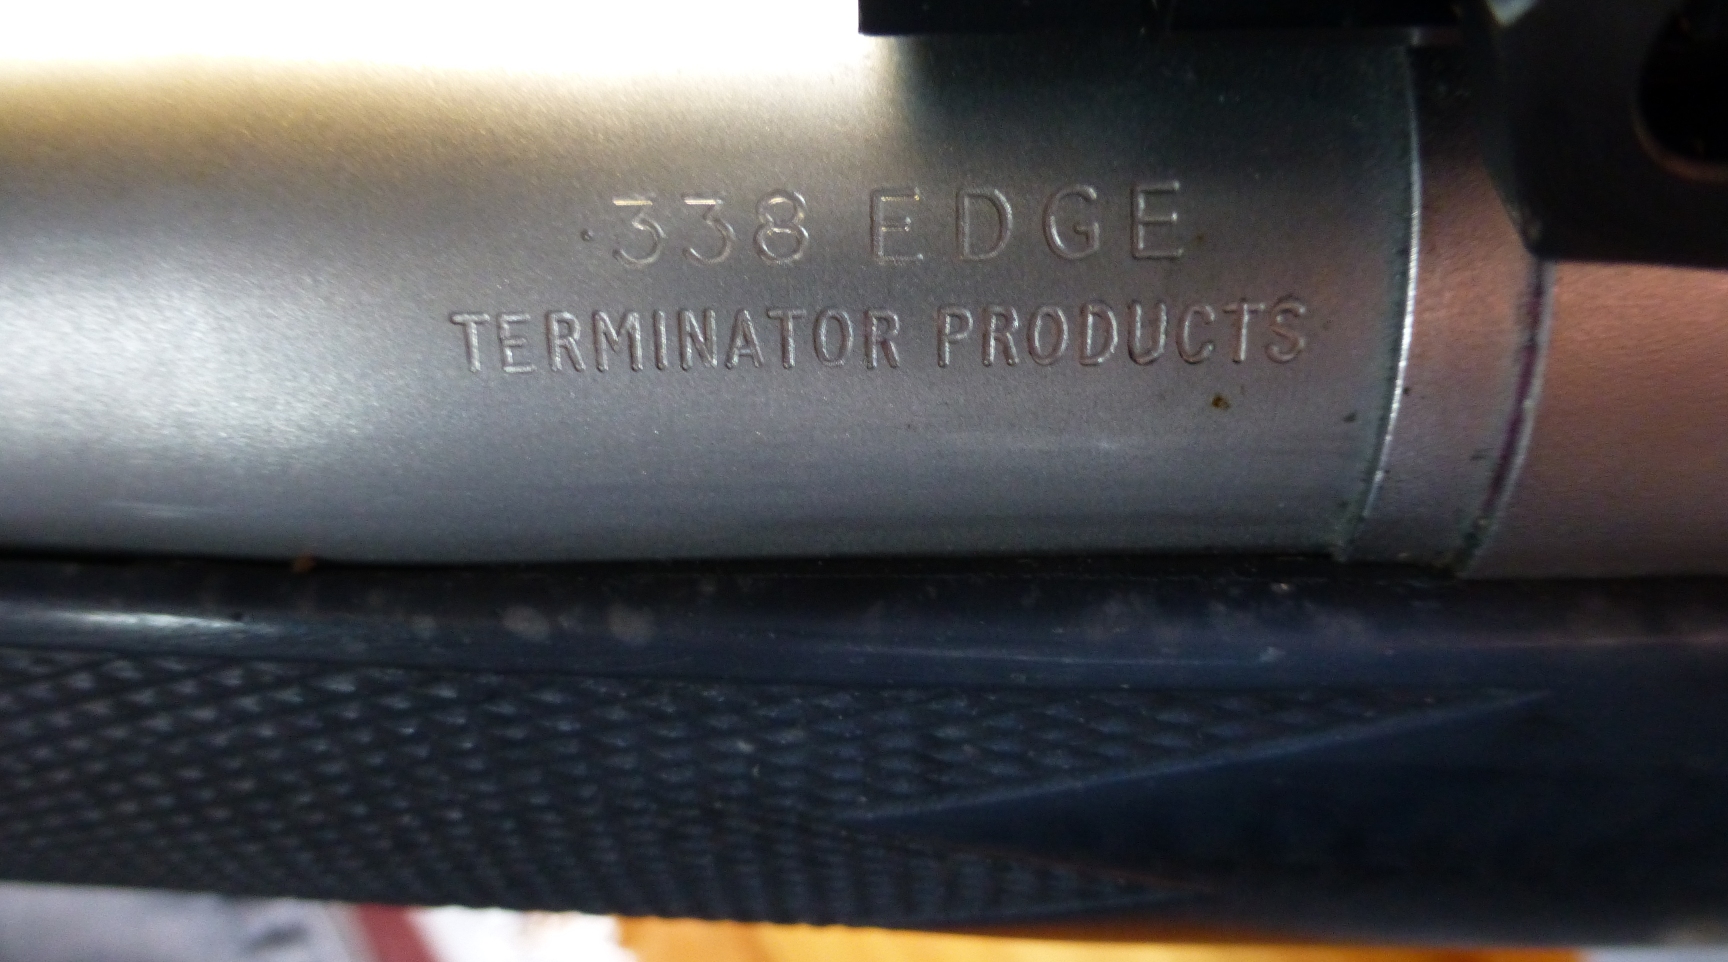 .338 EDGE
TERMINATOR PRODUCTS